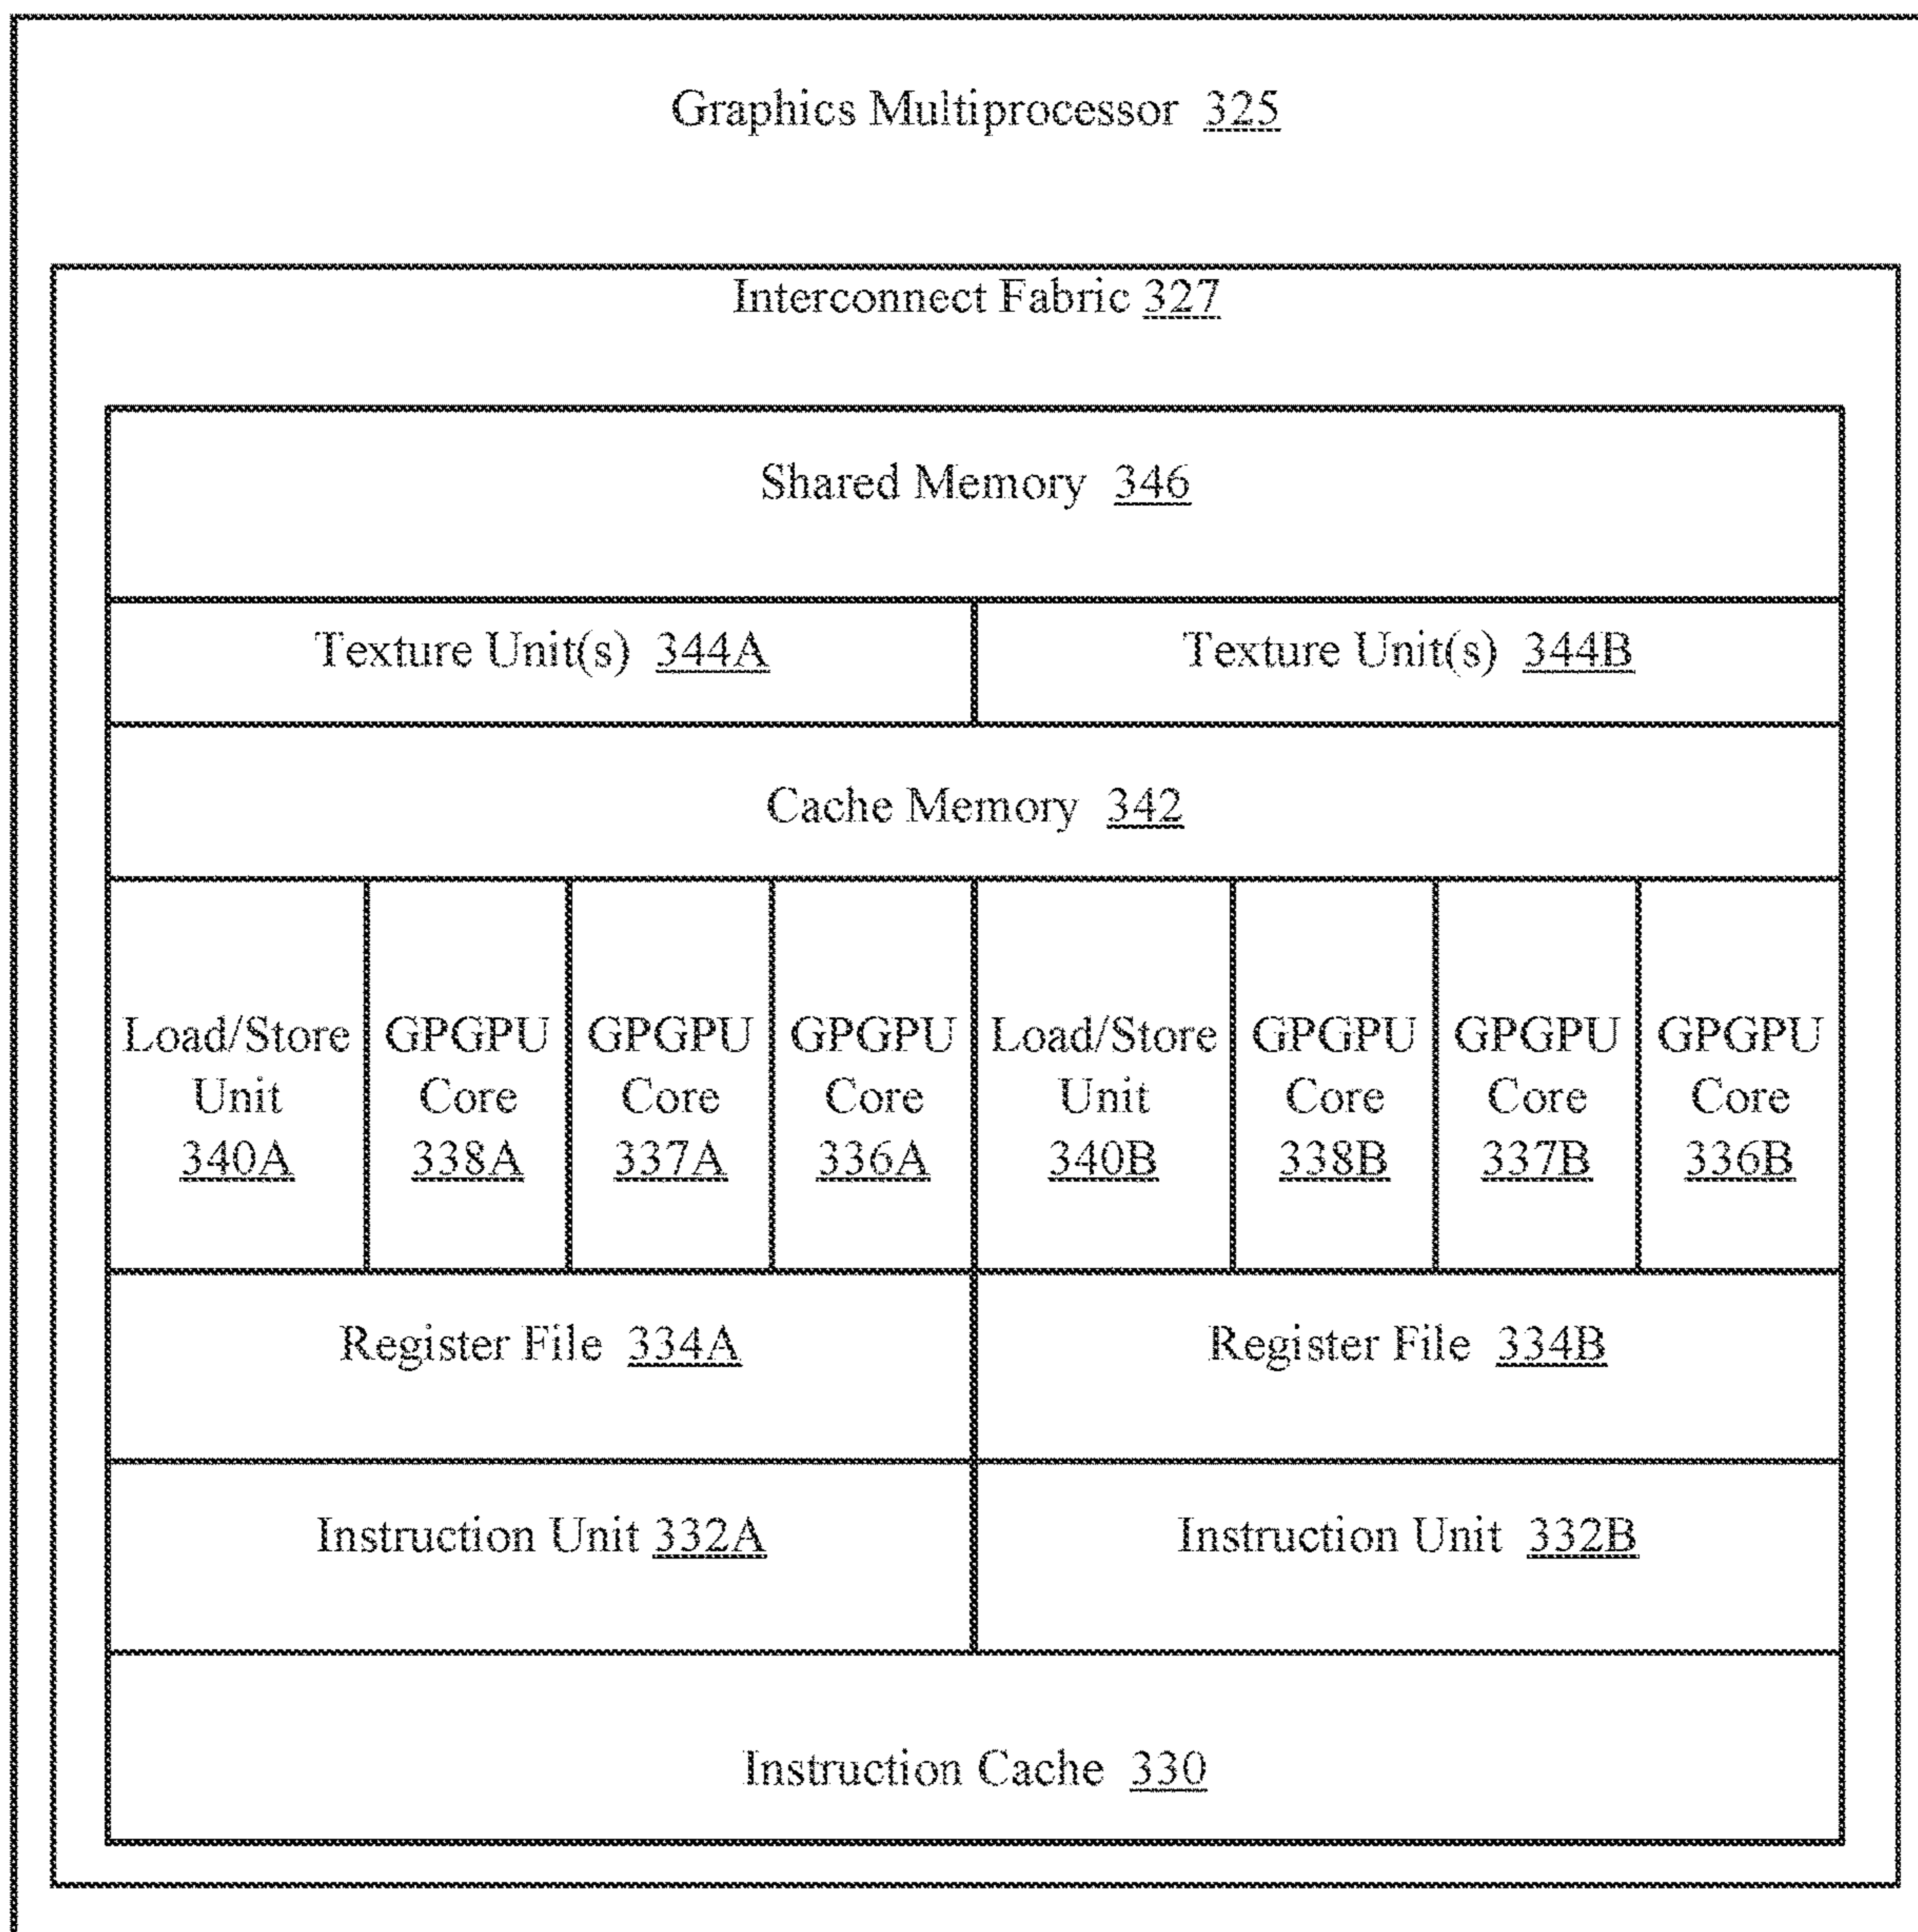 Graphics Multiprocessor 325
Interconnect Fabric 327
Shared Memory 346
Texture Unit(s) 344A
Texture Unit(s) 344B
Cache Memory 342
Load/Store
Unit
340A
GPGPU
Core
338A
GPGPU
Core
337A
GPGPU
Core
336A
Load/Store
Unit
340B
GPGPU
Core
338B
GPGPU
Core
337B
GPGPU
Core
336B
Register File 334A
Register File 334B
Instruction Unit 332A
Instruction Unit 332B
Instruction Cache 330